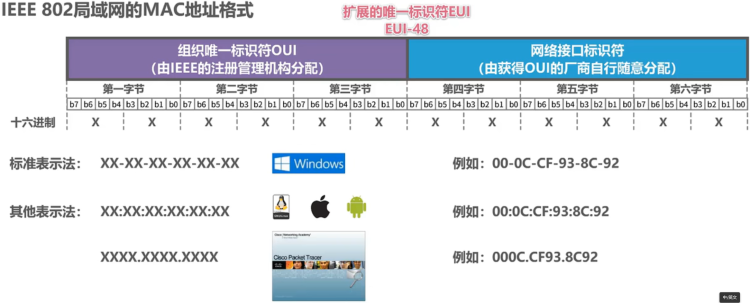 IEEE 802局域网的MAC地址格式
扩展的唯一标识符EUI
EUI-48
组织唯一标识符OUI
(由IEEE的注册管理机构分配)
网络接口标识符
(由获得OUI的厂商自行随意分配)
第一字节 第二字节 第三字节 第四字节 第五字节 第六字节
b7 b6 b5 b4 b3 b2 b1 b0 b7 b6 b5 b4 b3 b2 b1 b0 b7 b6 b5 b4 b3 b2 b1 b0 b7 b6 b5 b4 b3 b2 b1 b0 b7 b6 b5 b4 b3 b2 b1 b0 b7 b6 b5 b4 b3 b2 b1 b0
十六进制 X X X X X X X X X X X X
标准表示法: XX-XX-XX-XX-XX-XX Windows 例如: 00-0C-CF-93-8C-92
其他表示法: XX:XX:XX:XX:XX:XX 例如: 00:0C:CF:93:8C:92
XXXX.XXXX.XXXX Cisco Packet Tracer 例如: 000C.CF93.8C92